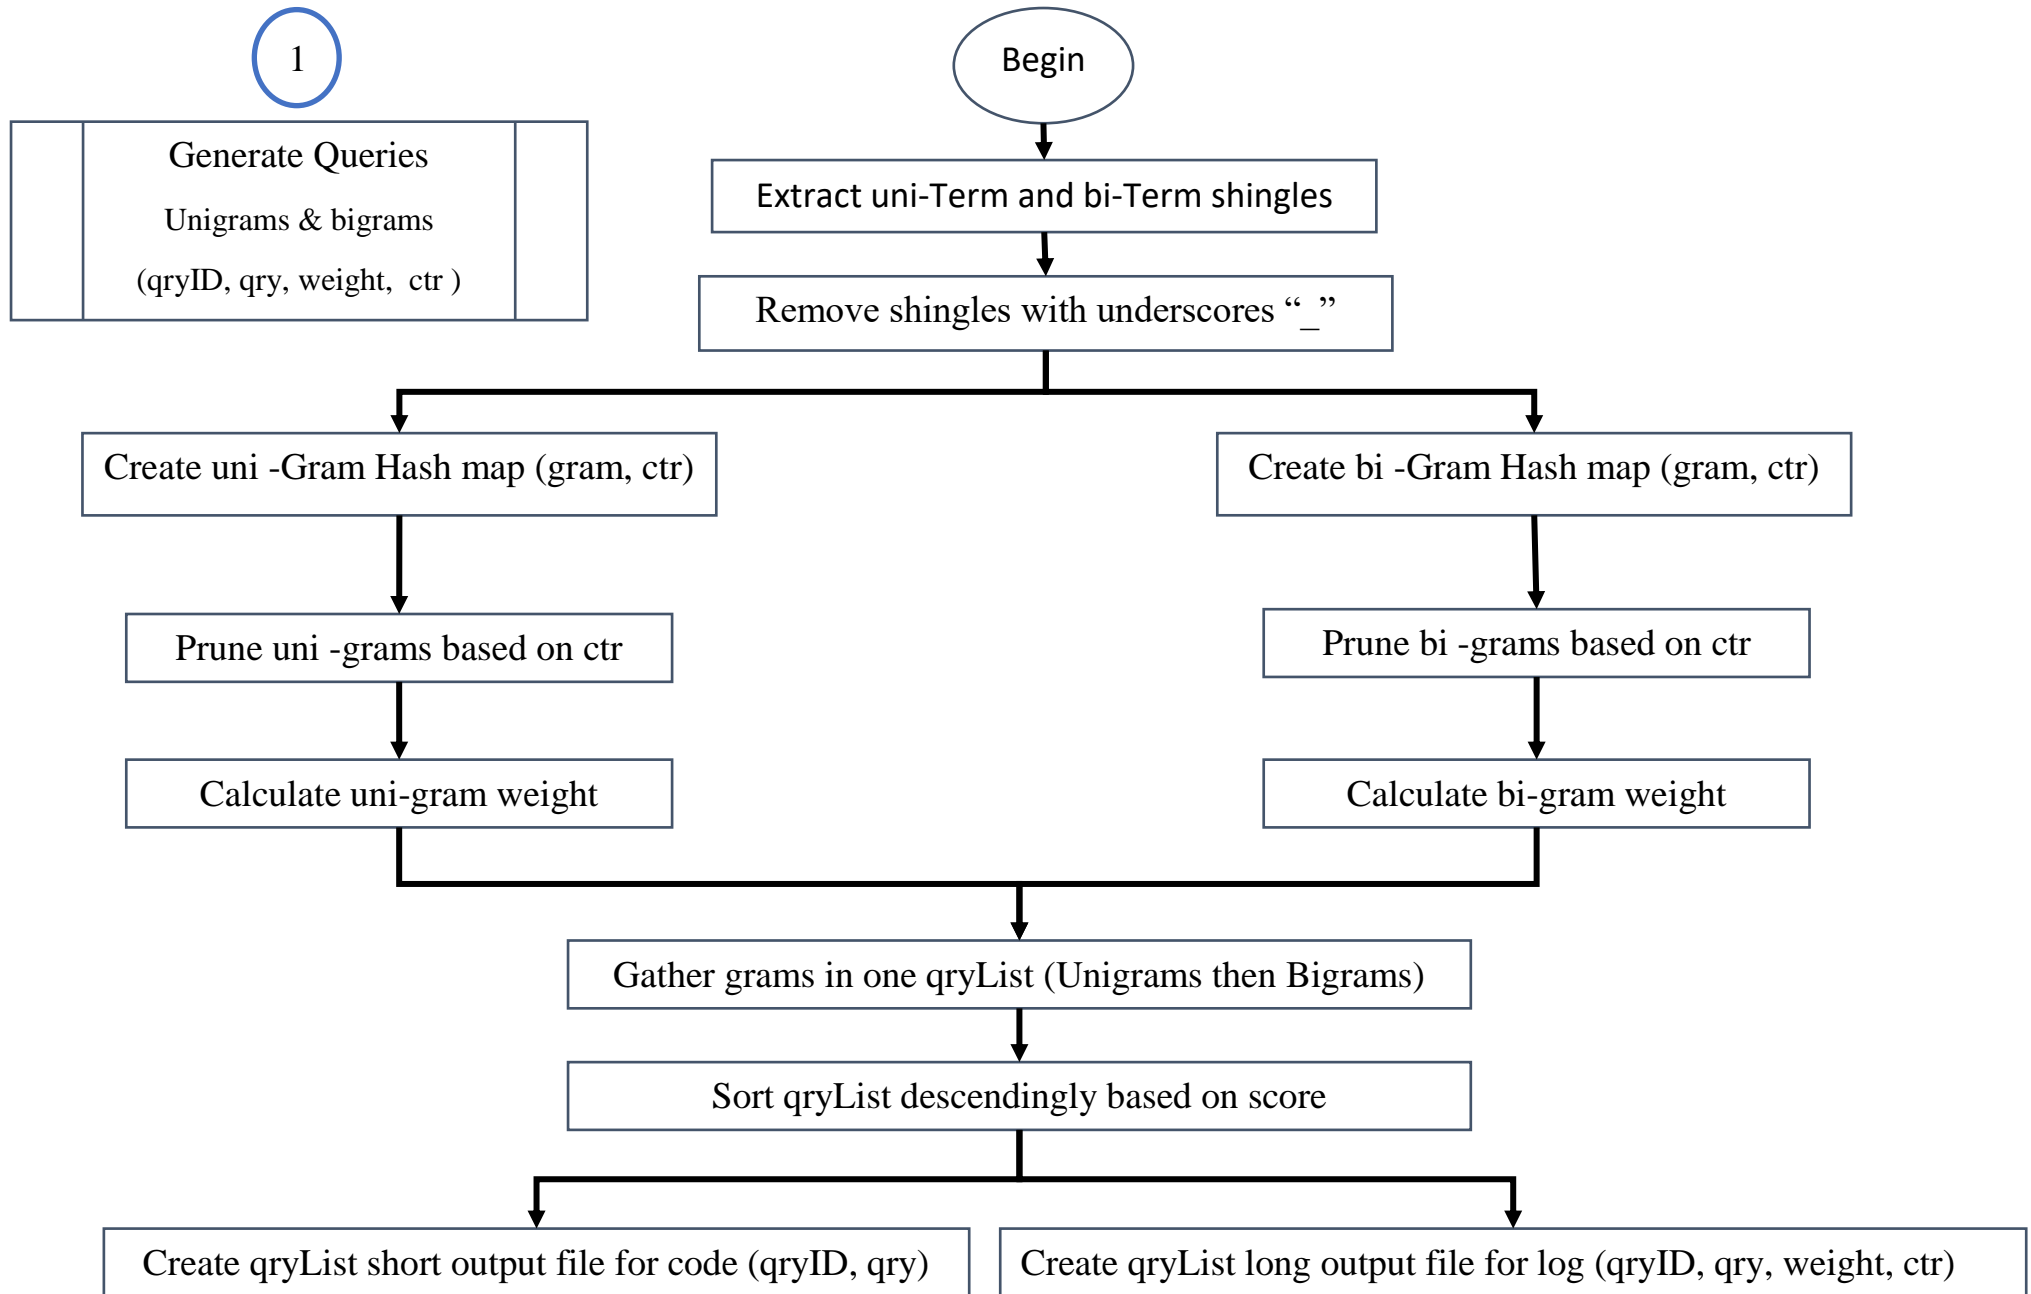 1
Begin
Generate Queries
Unigrams & bigrams
(qryID, qry, weight,  ctr )
Extract uni-Term and bi-Term shingles
Remove shingles with underscores “_”
Create uni -Gram Hash map (gram, ctr)
Create bi -Gram Hash map (gram, ctr)
Prune uni -grams based on ctr
Prune bi -grams based on ctr
Calculate uni-gram weight
Calculate bi-gram weight
Gather grams in one qryList (Unigrams then Bigrams)
Sort qryList descendingly based on score
Create qryList short output file for code (qryID, qry)
Create qryList long output file for log (qryID, qry, weight, ctr)